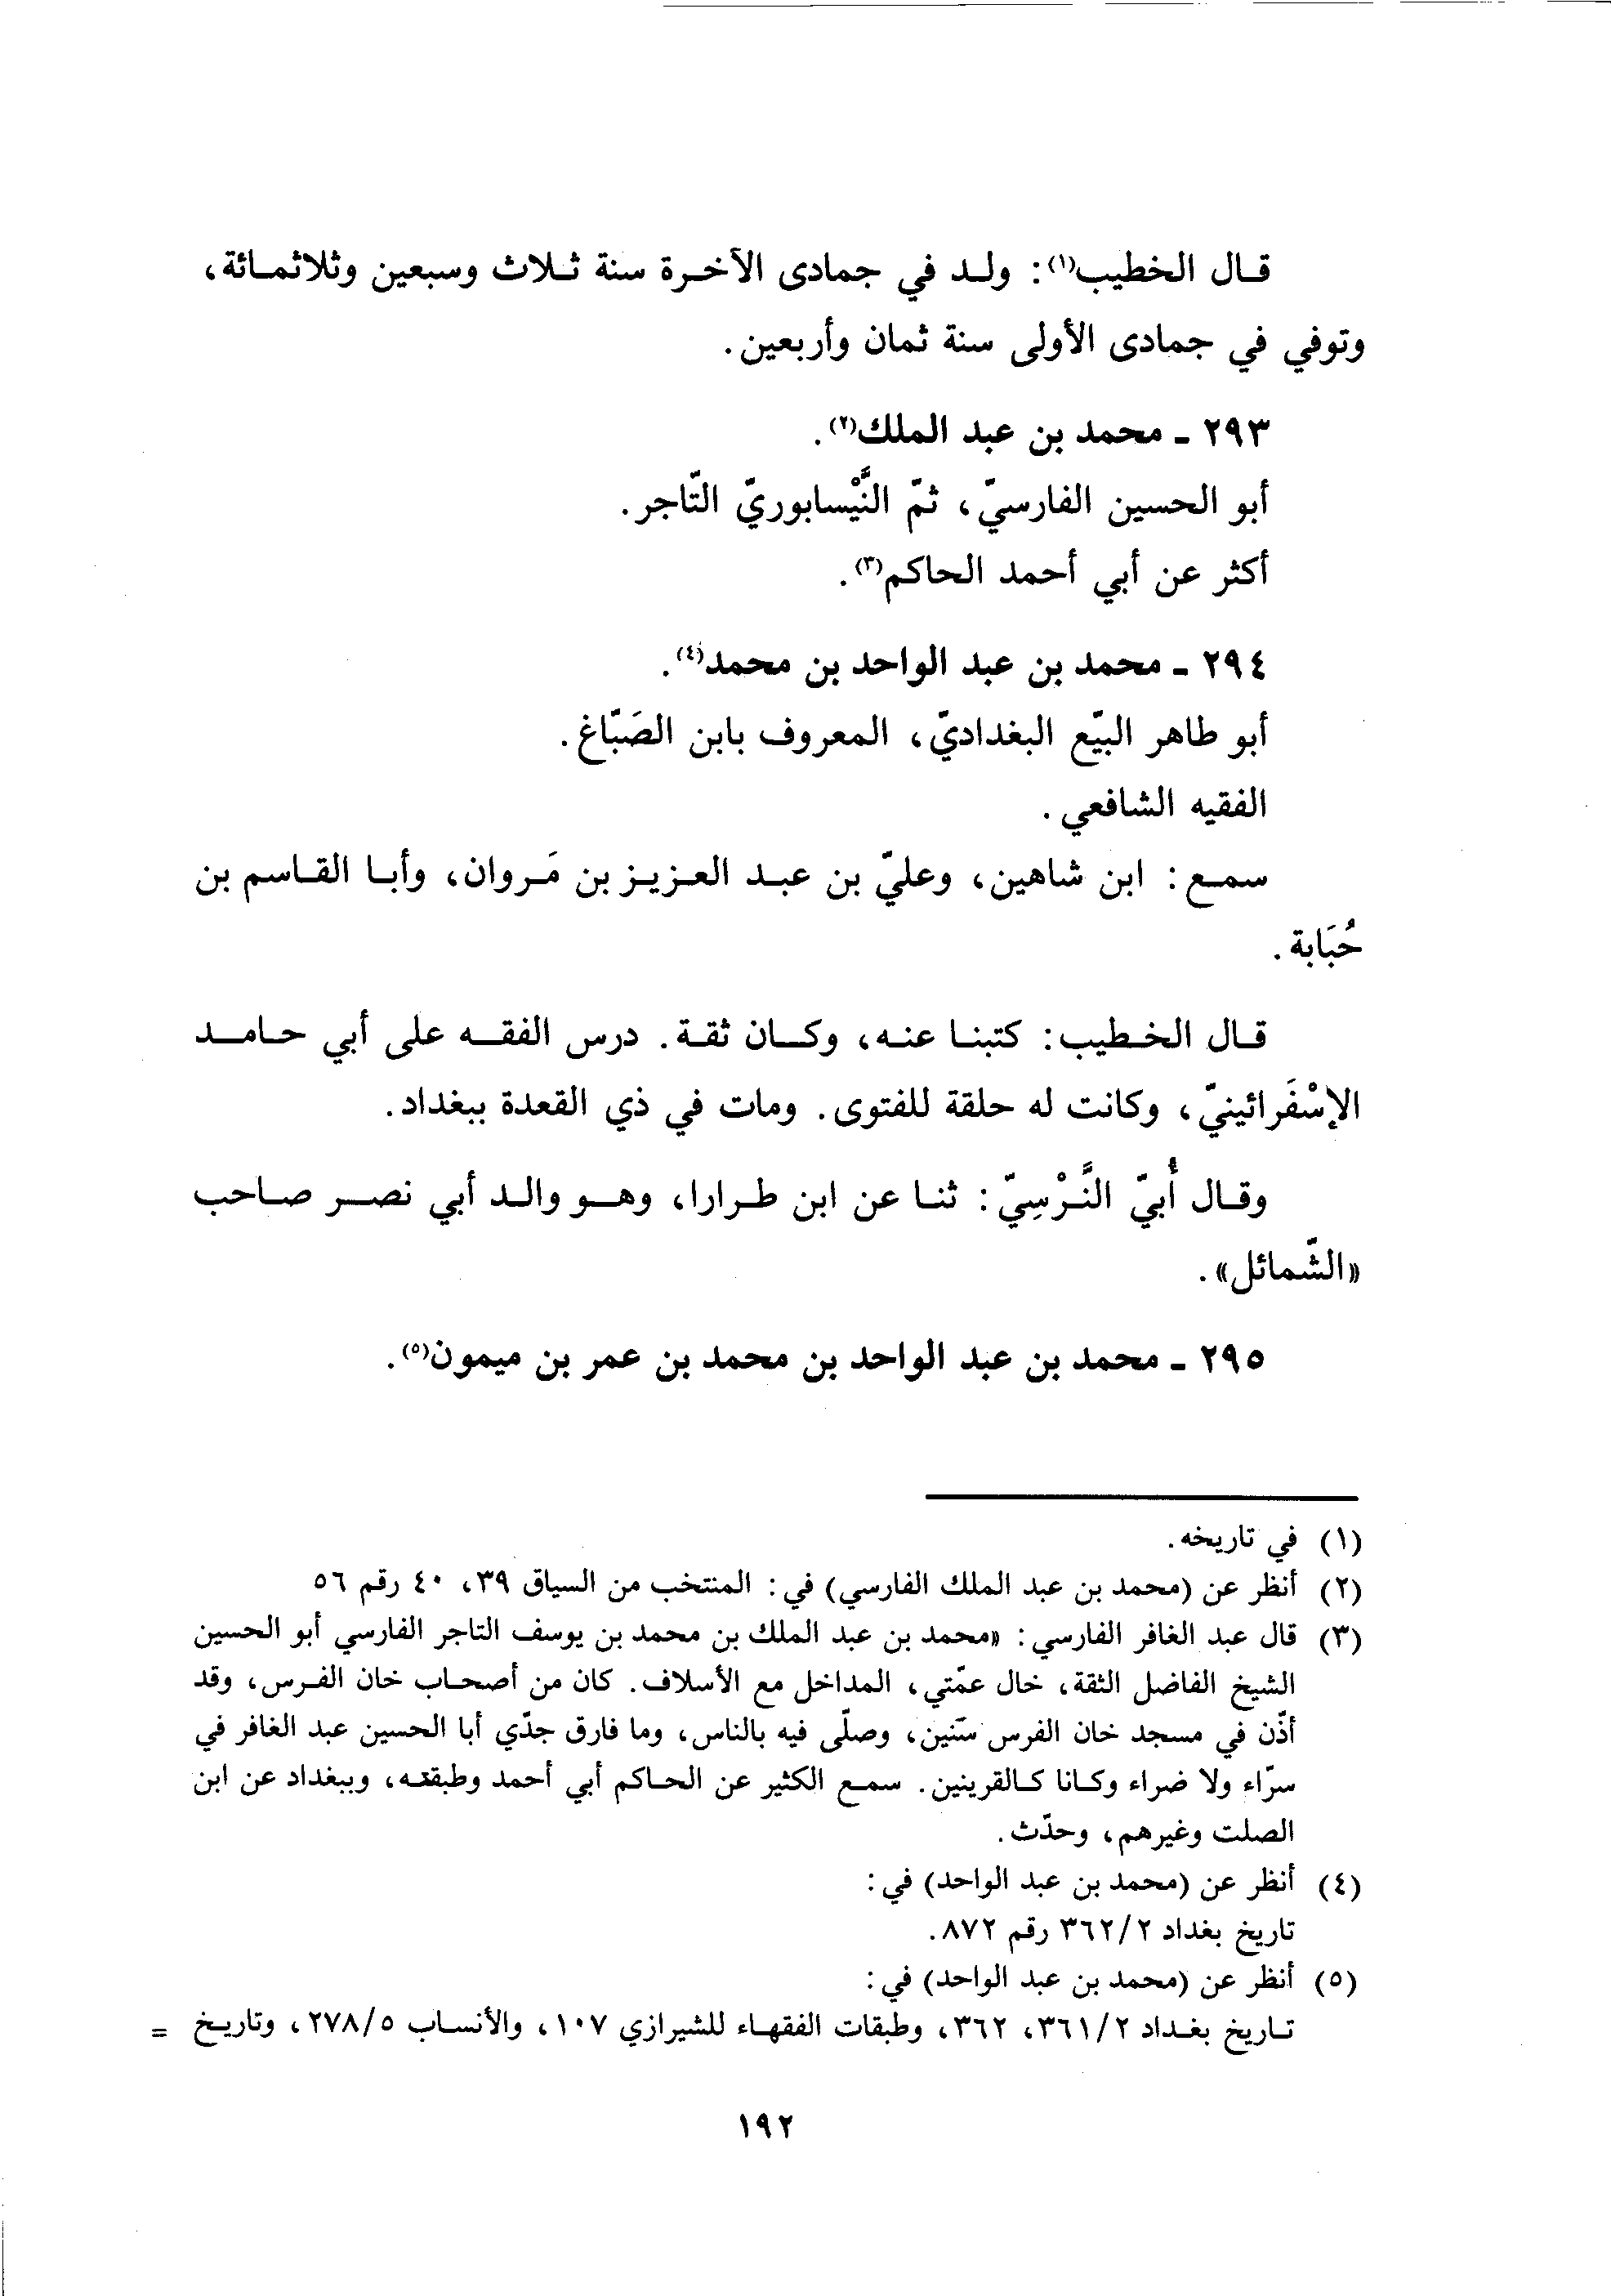 قال الخطيب(١): ولد في جمادى الآخرة سنة ثلاث وسبعين وثلاثمائة،
وتوفي في جمادى الأولى سنة ثمان وأربعين.
٢٩٣ - محمد بن عبد الملك(٢).
أبو الحسين الفارسيّ، ثمّ النَّيْسابوريّ التّاجر.
أكثر عن أبي أحمد الحاكم(٣).
٢٩٤ - محمد بن عبد الواحد بن محمد(٤).
أبو طاهر البيّع البغداديّ، المعروف بابن الصَبّاغ.
الفقيه الشافعي.
سمع: ابن شاهين، وعليّ بن عبد العزيز بن مَروان، وأبا القاسم بن
حُبَابة.
قال الخطيب: كتبنا عنه، وكان ثقة. درس الفقه على أبي حامد
الإسْفَرائينيّ، وكانت له حلقة للفتوى. ومات في ذي القعدة ببغداد.
وقال أُبيّ النَّرْسِيّ: ثنا عن ابن طرارا، وهو والد أبي نصر صاحب
«الشّمائل».
٢٩٥ - محمد بن عبد الواحد بن محمد بن عمر بن ميمون(٥).
(١) في تاريخه.
(٢) أنظر عن (محمد بن عبد الملك الفارسي) في: المنتخب من السياق ٣٩، ٤٠ رقم ٥٦
(٣) قال عبد الغافر الفارسي: «محمد بن عبد الملك بن محمد بن يوسف التاجر الفارسي أبو الحسين
الشيخ الفاضل الثقة، خال عمّتي، المداخل مع الأسلاف. كان من أصحاب خان الفرس، وقد
أذّن في مسجد خان الفرس سنين، وصلّى فيه بالناس، وما فارق جدّي أبا الحسين عبد الغافر في
سرّاء ولا ضراء وكانا كالقرينين. سمع الكثير عن الحاكم أبي أحمد وطبقته، وببغداد عن ابن
الصلت وغيرهم، وحدّث.
(٤) أنظر عن (محمد بن عبد الواحد) في:
تاريخ بغداد ٣٦٢/٢ رقم ٨٧٢.
(٥) أنظر عن (محمد بن عبد الواحد) في:
تاريخ بغداد ٣٦١/٢، ٣٦٢، وطبقات الفقهاء للشيرازي ١٠٧، والأنساب ٢٧٨/٥، وتاريخ =
١٩٢